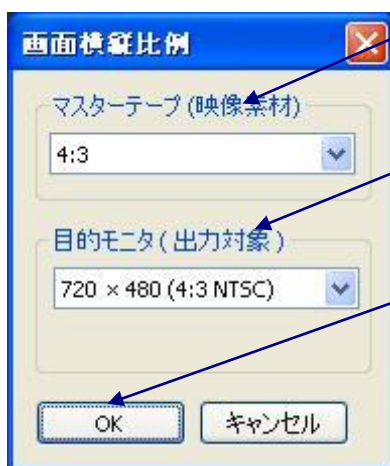 画面横縦比例
マスターテープ(映像素材)
4:3
目的モニタ(出力対象)
720 × 480 (4:3 NTSC)
OK
キャンセル